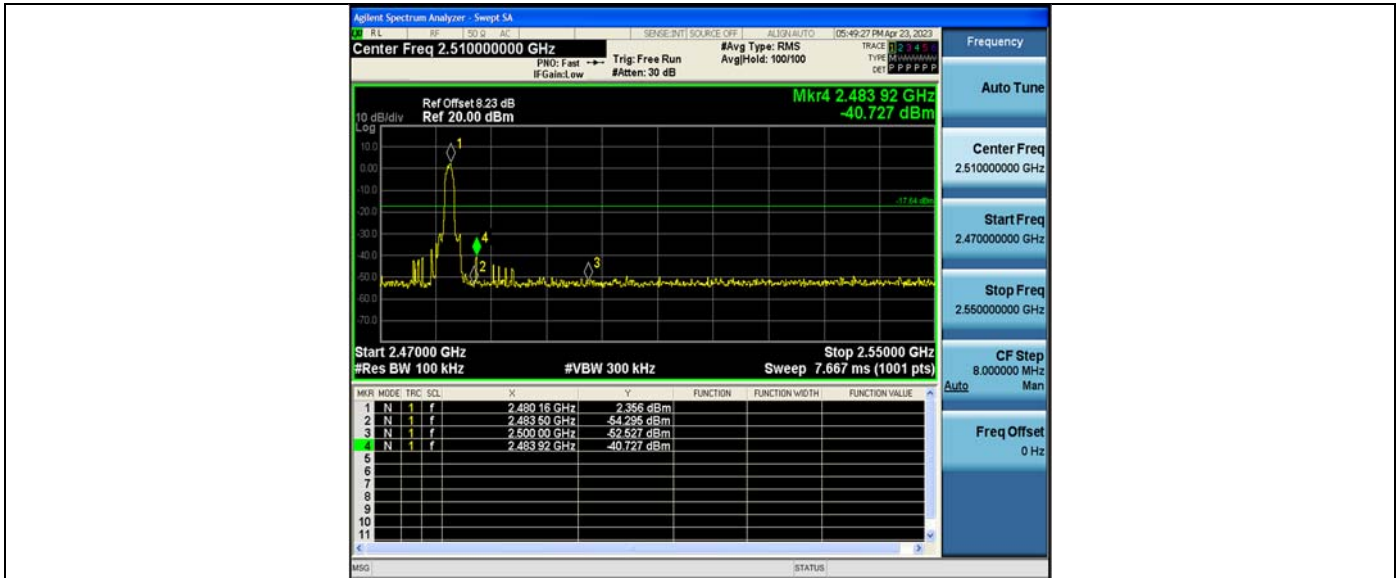 Agilent Spectrum Analyzer - Swept SA
RL RF 50 Ω AC SENSE:INT SOURCE OFF ALIGN AUTO 05:49:27 PM Apr 23, 2023
Center Freq 2.510000000 GHz
PNO: Fast
IFGain:Low
Trig: Free Run
#Atten: 30 dB
#Avg Type: RMS
Avg|Hold: 100/100
TRACE 1 2 3 4 5 6
TYPE M
DET P P P P P P
Ref Offset 8.23 dB
Ref 20.00 dBm
10 dB/div
Log
Mkr4 2.483 92 GHz
-40.727 dBm
10.0
0.00
-10.0
-20.0
-30.0
-40.0
-50.0
-60.0
-70.0
-17.64 dBm
1
4
2
3
Start 2.47000 GHz
Stop 2.55000 GHz
#Res BW 100 kHz
#VBW 300 kHz
Sweep 7.667 ms (1001 pts)
MKR MODE TRC SCL X Y FUNCTION FUNCTION WIDTH FUNCTION VALUE
1 N 1 f 2.480 16 GHz 2.356 dBm
2 N 1 f 2.483 50 GHz -54.295 dBm
3 N 1 f 2.500 00 GHz -52.527 dBm
4 N 1 f 2.483 92 GHz -40.727 dBm
5
6
7
8
9
10
11
MSG
STATUS
Frequency
Auto Tune
Center Freq
2.510000000 GHz
Start Freq
2.470000000 GHz
Stop Freq
2.550000000 GHz
CF Step
8.000000 MHz
Auto Man
Freq Offset
0 Hz